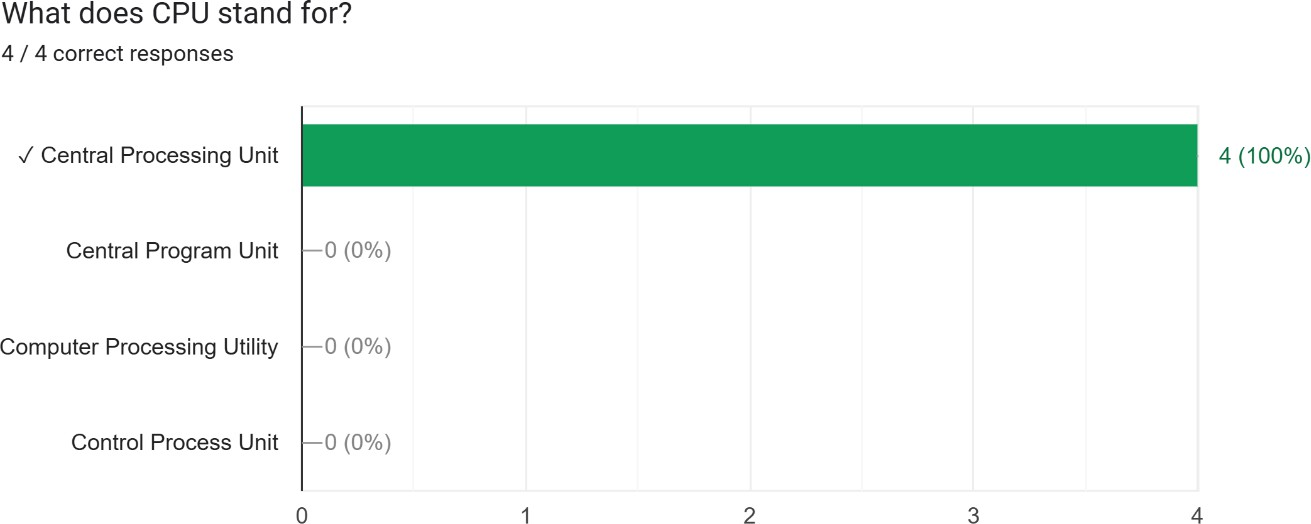 What does CPU stand for?
4 / 4 correct responses
✓ Central Processing Unit 4 (100%)
Central Program Unit 0 (0%)
Computer Processing Utility 0 (0%)
Control Process Unit 0 (0%)
0 1 2 3 4